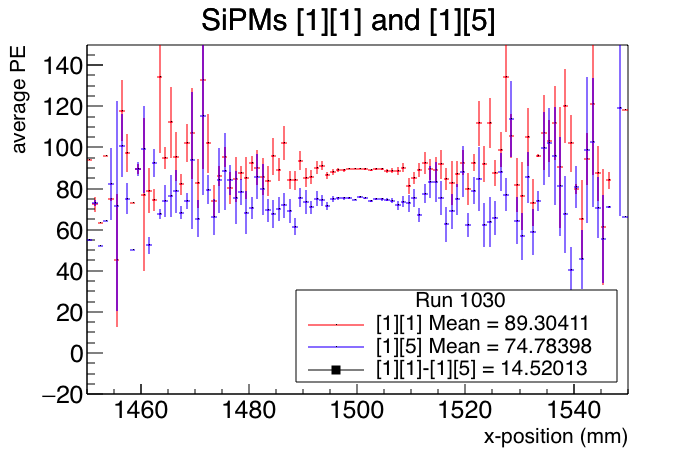 SiPMs [1][1] and [1][5]
average PE
140
120
100
80
60
40
20
0
−20
Run 1030
[1][1] Mean = 89.30411
[1][5] Mean = 74.78398
[1][1]-[1][5] = 14.52013
1460 1480 1500 1520 1540
x-position (mm)